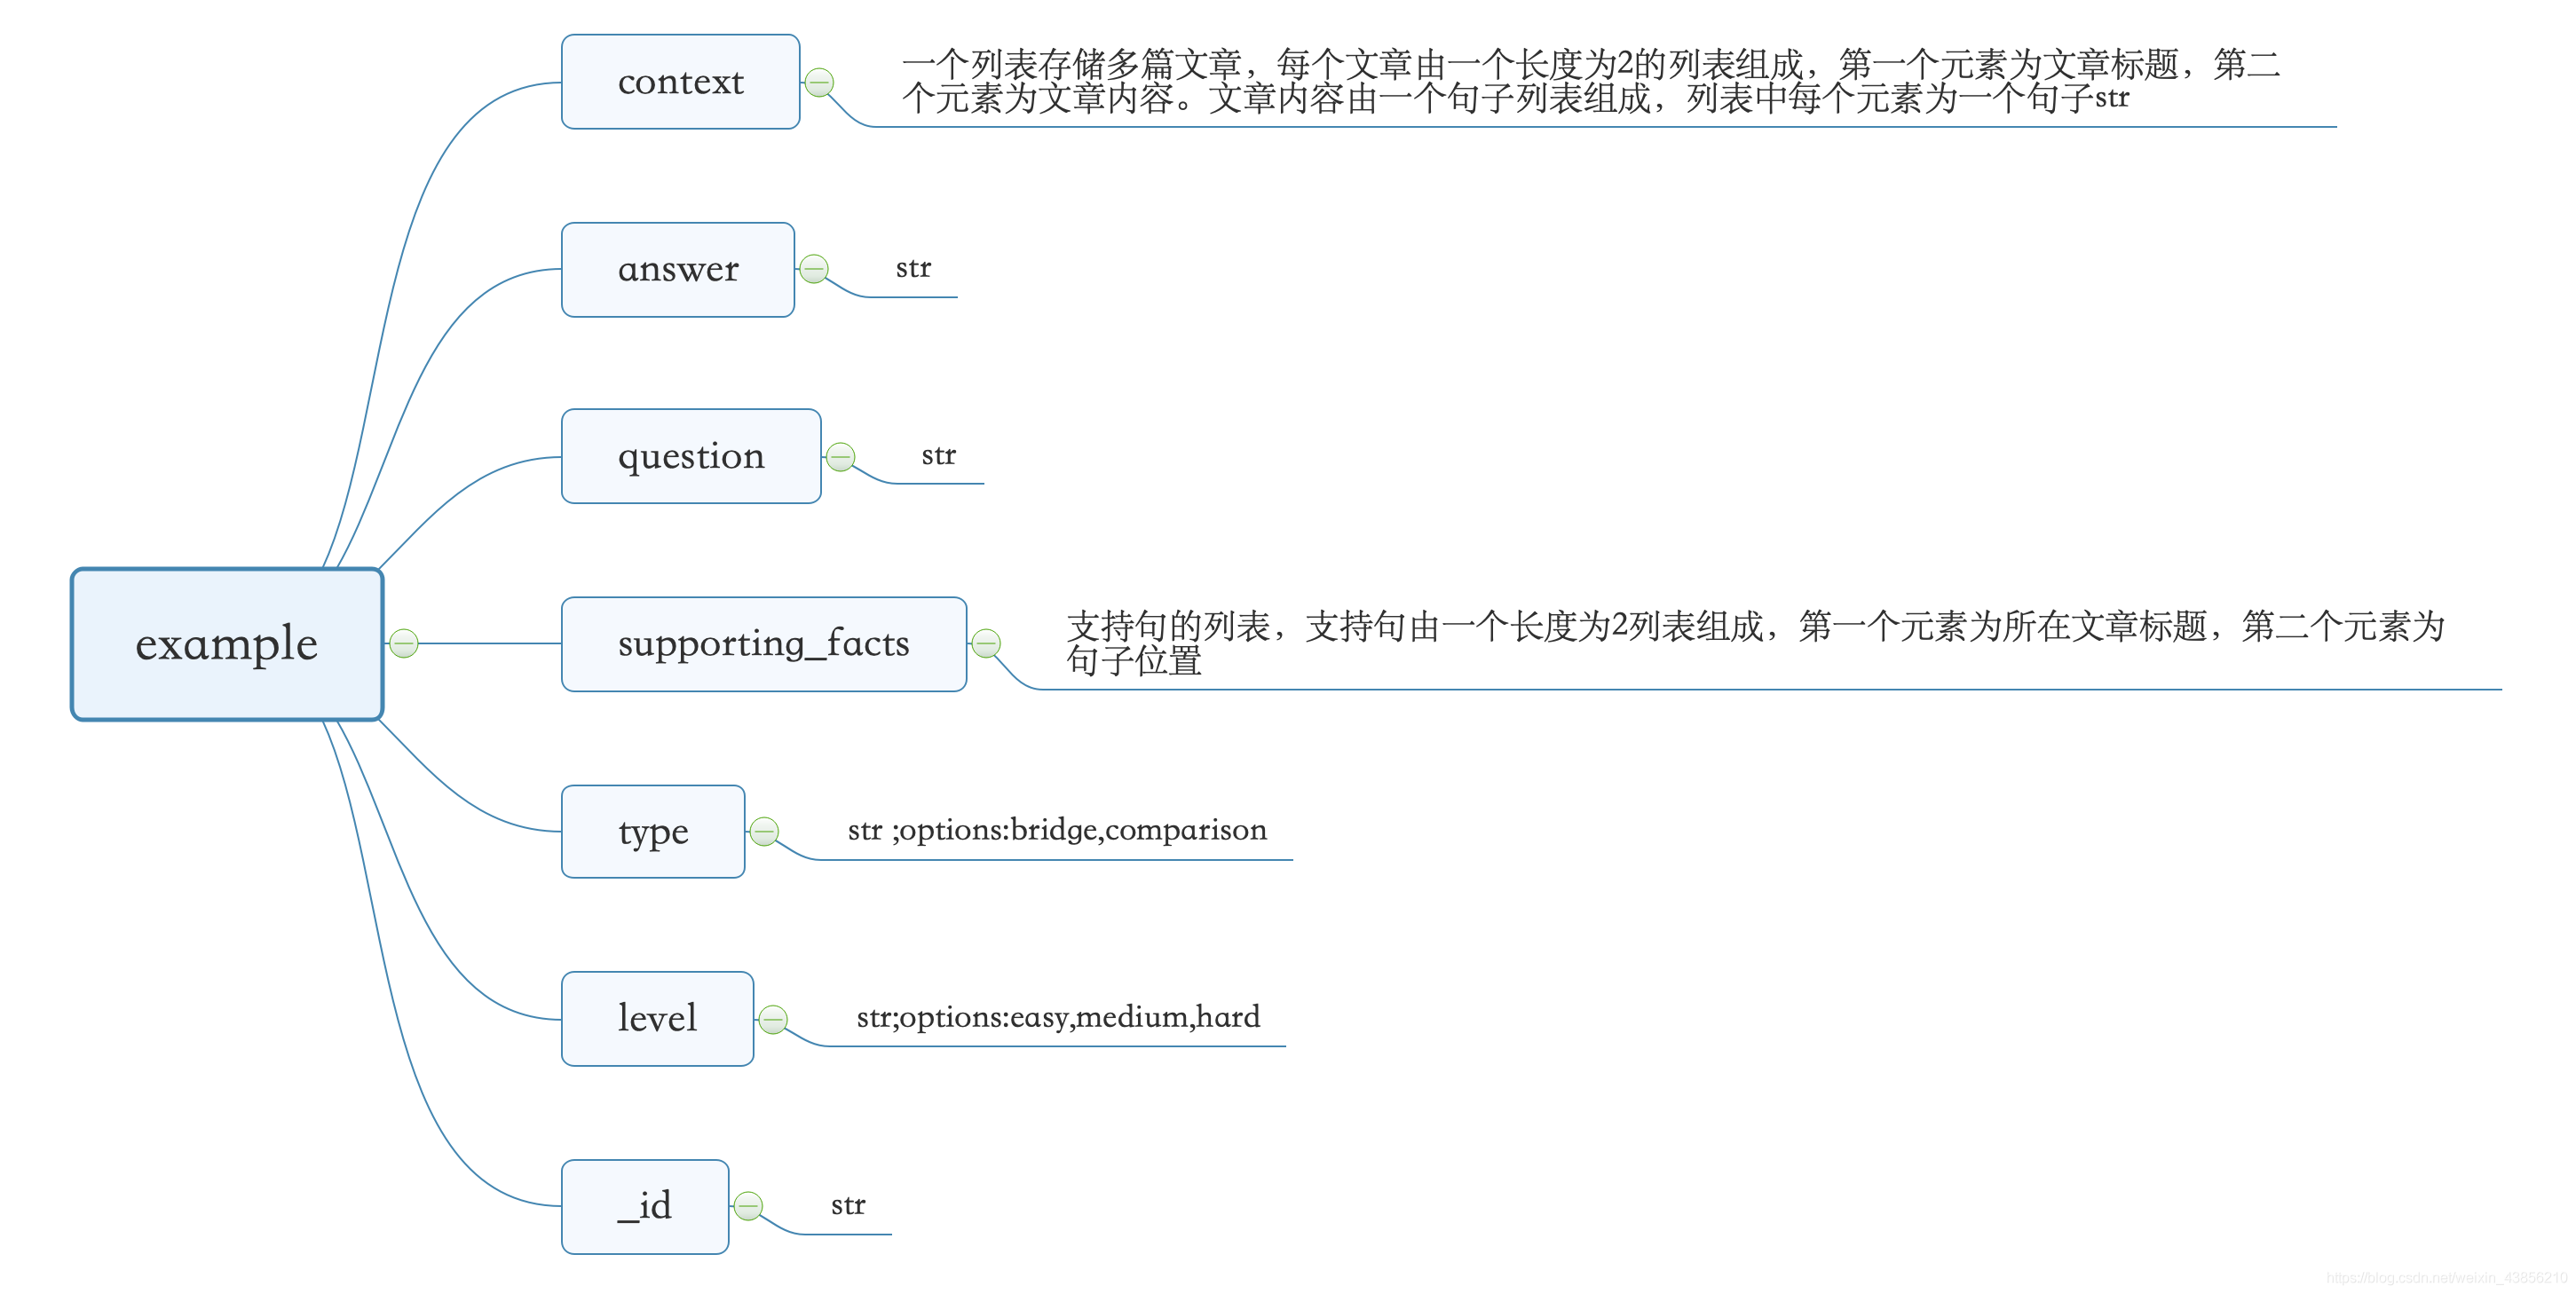 context
一个列表存储多篇文章，每个文章由一个长度为2的列表组成，第一个元素为文章标题，第二
个元素为文章内容。文章内容由一个句子列表组成，列表中每个元素为一个句子str
answer
str
question
str
example
supporting_facts
支持句的列表，支持句由一个长度为2列表组成，第一个元素为所在文章标题，第二个元素为
句子位置
type
str ;options:bridge,comparison
level
str;options:easy,medium,hard
_id
str
https://blog.csdn.net/weixin_43856210